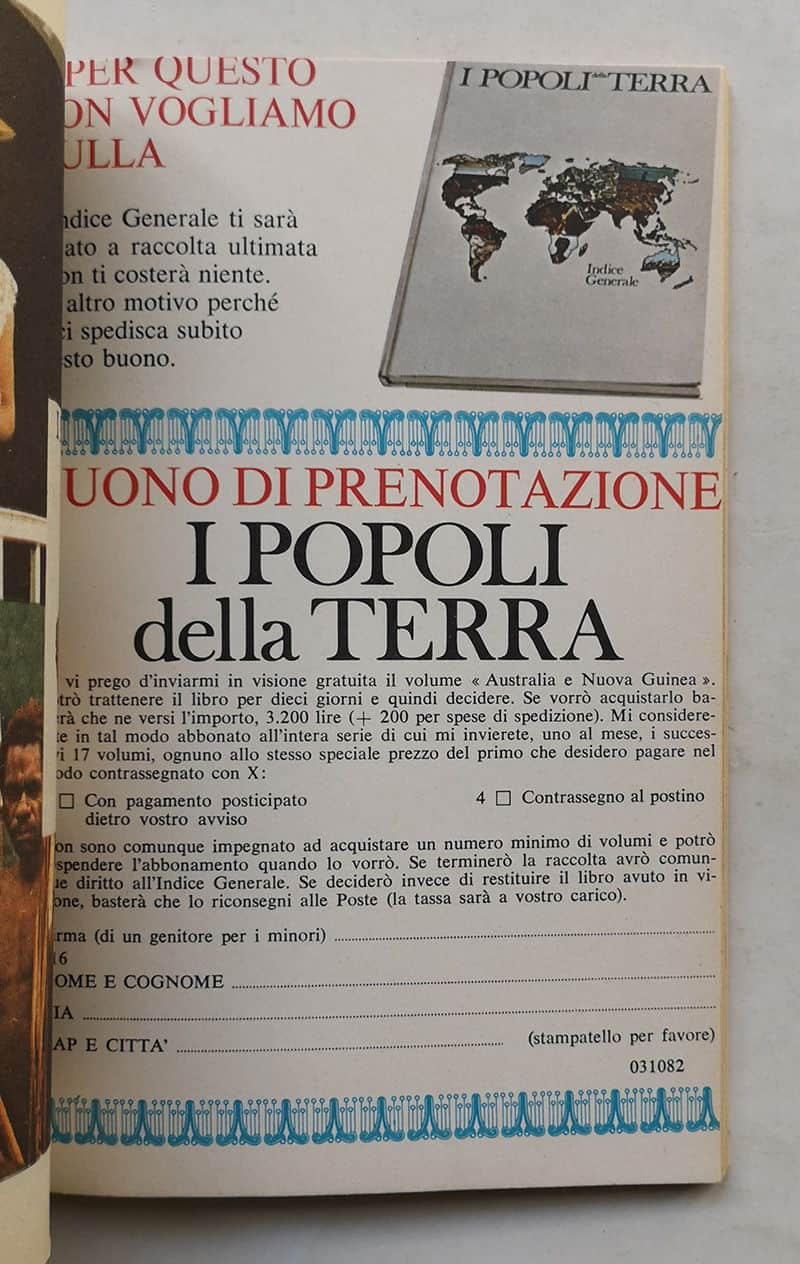 PER QUESTO
ON VOGLIAMO
ULLA
I POPOLI della TERRA
Indice
Generale
dice Generale ti sarà
ato a raccolta ultimata
on ti costerà niente.
altro motivo perché
i spedisca subito
sto buono.
UONO DI PRENOTAZIONE
I POPOLI
della TERRA
vi prego d'inviarmi in visione gratuita il volume « Australia e Nuova Guinea ».
trò trattenere il libro per dieci giorni e quindi decidere. Se vorrò acquistarlo ba-
rà che ne versi l'importo, 3.200 lire (+ 200 per spese di spedizione). Mi considere-
te in tal modo abbonato all'intera serie di cui mi invierete, uno al mese, i succes-
i 17 volumi, ognuno allo stesso speciale prezzo del primo che desidero pagare nel
odo contrassegnato con X:
□ Con pagamento posticipato
dietro vostro avviso
4 □ Contrassegno al postino
on sono comunque impegnato ad acquistare un numero minimo di volumi e potrò
spendere l'abbonamento quando lo vorrò. Se terminerò la raccolta avrò comun-
ue diritto all'Indice Generale. Se deciderò invece di restituire il libro avuto in vi-
one, basterà che lo riconsegni alle Poste (la tassa sarà a vostro carico).
rma (di un genitore per i minori)
16
OME E COGNOME
IA
AP E CITTA'
(stampatello per favore)
031082